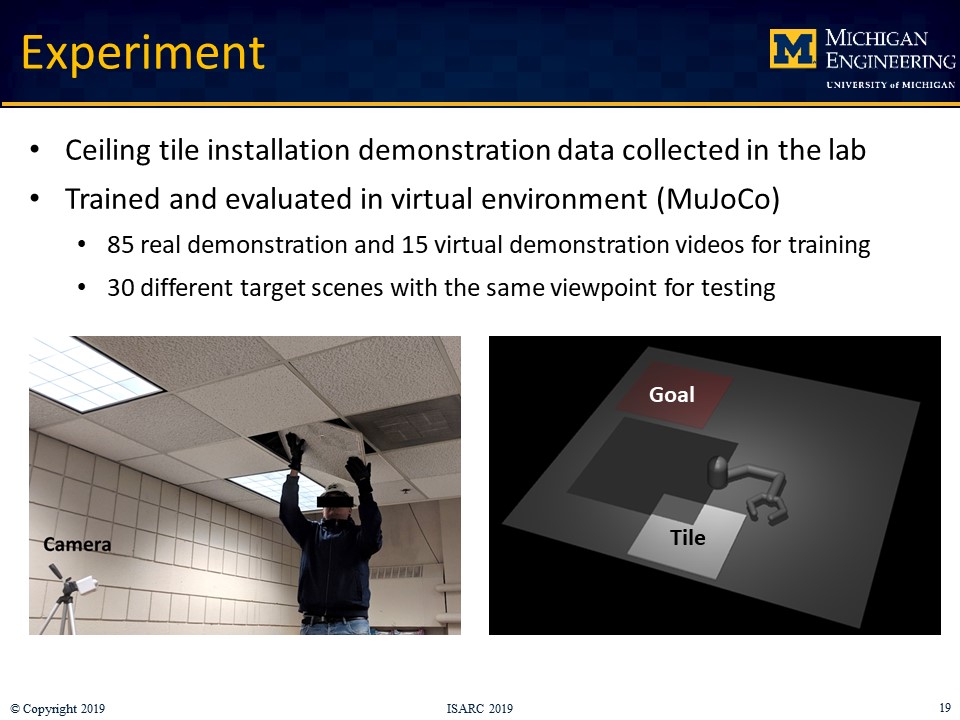 Experiment
MICHIGAN
ENGINEERING
UNIVERSITY of MICHIGAN
• Ceiling tile installation demonstration data collected in the lab
• Trained and evaluated in virtual environment (MuJoCo)
• 85 real demonstration and 15 virtual demonstration videos for training
• 30 different target scenes with the same viewpoint for testing
Camera
Goal
Tile
© Copyright 2019
ISARC 2019
19